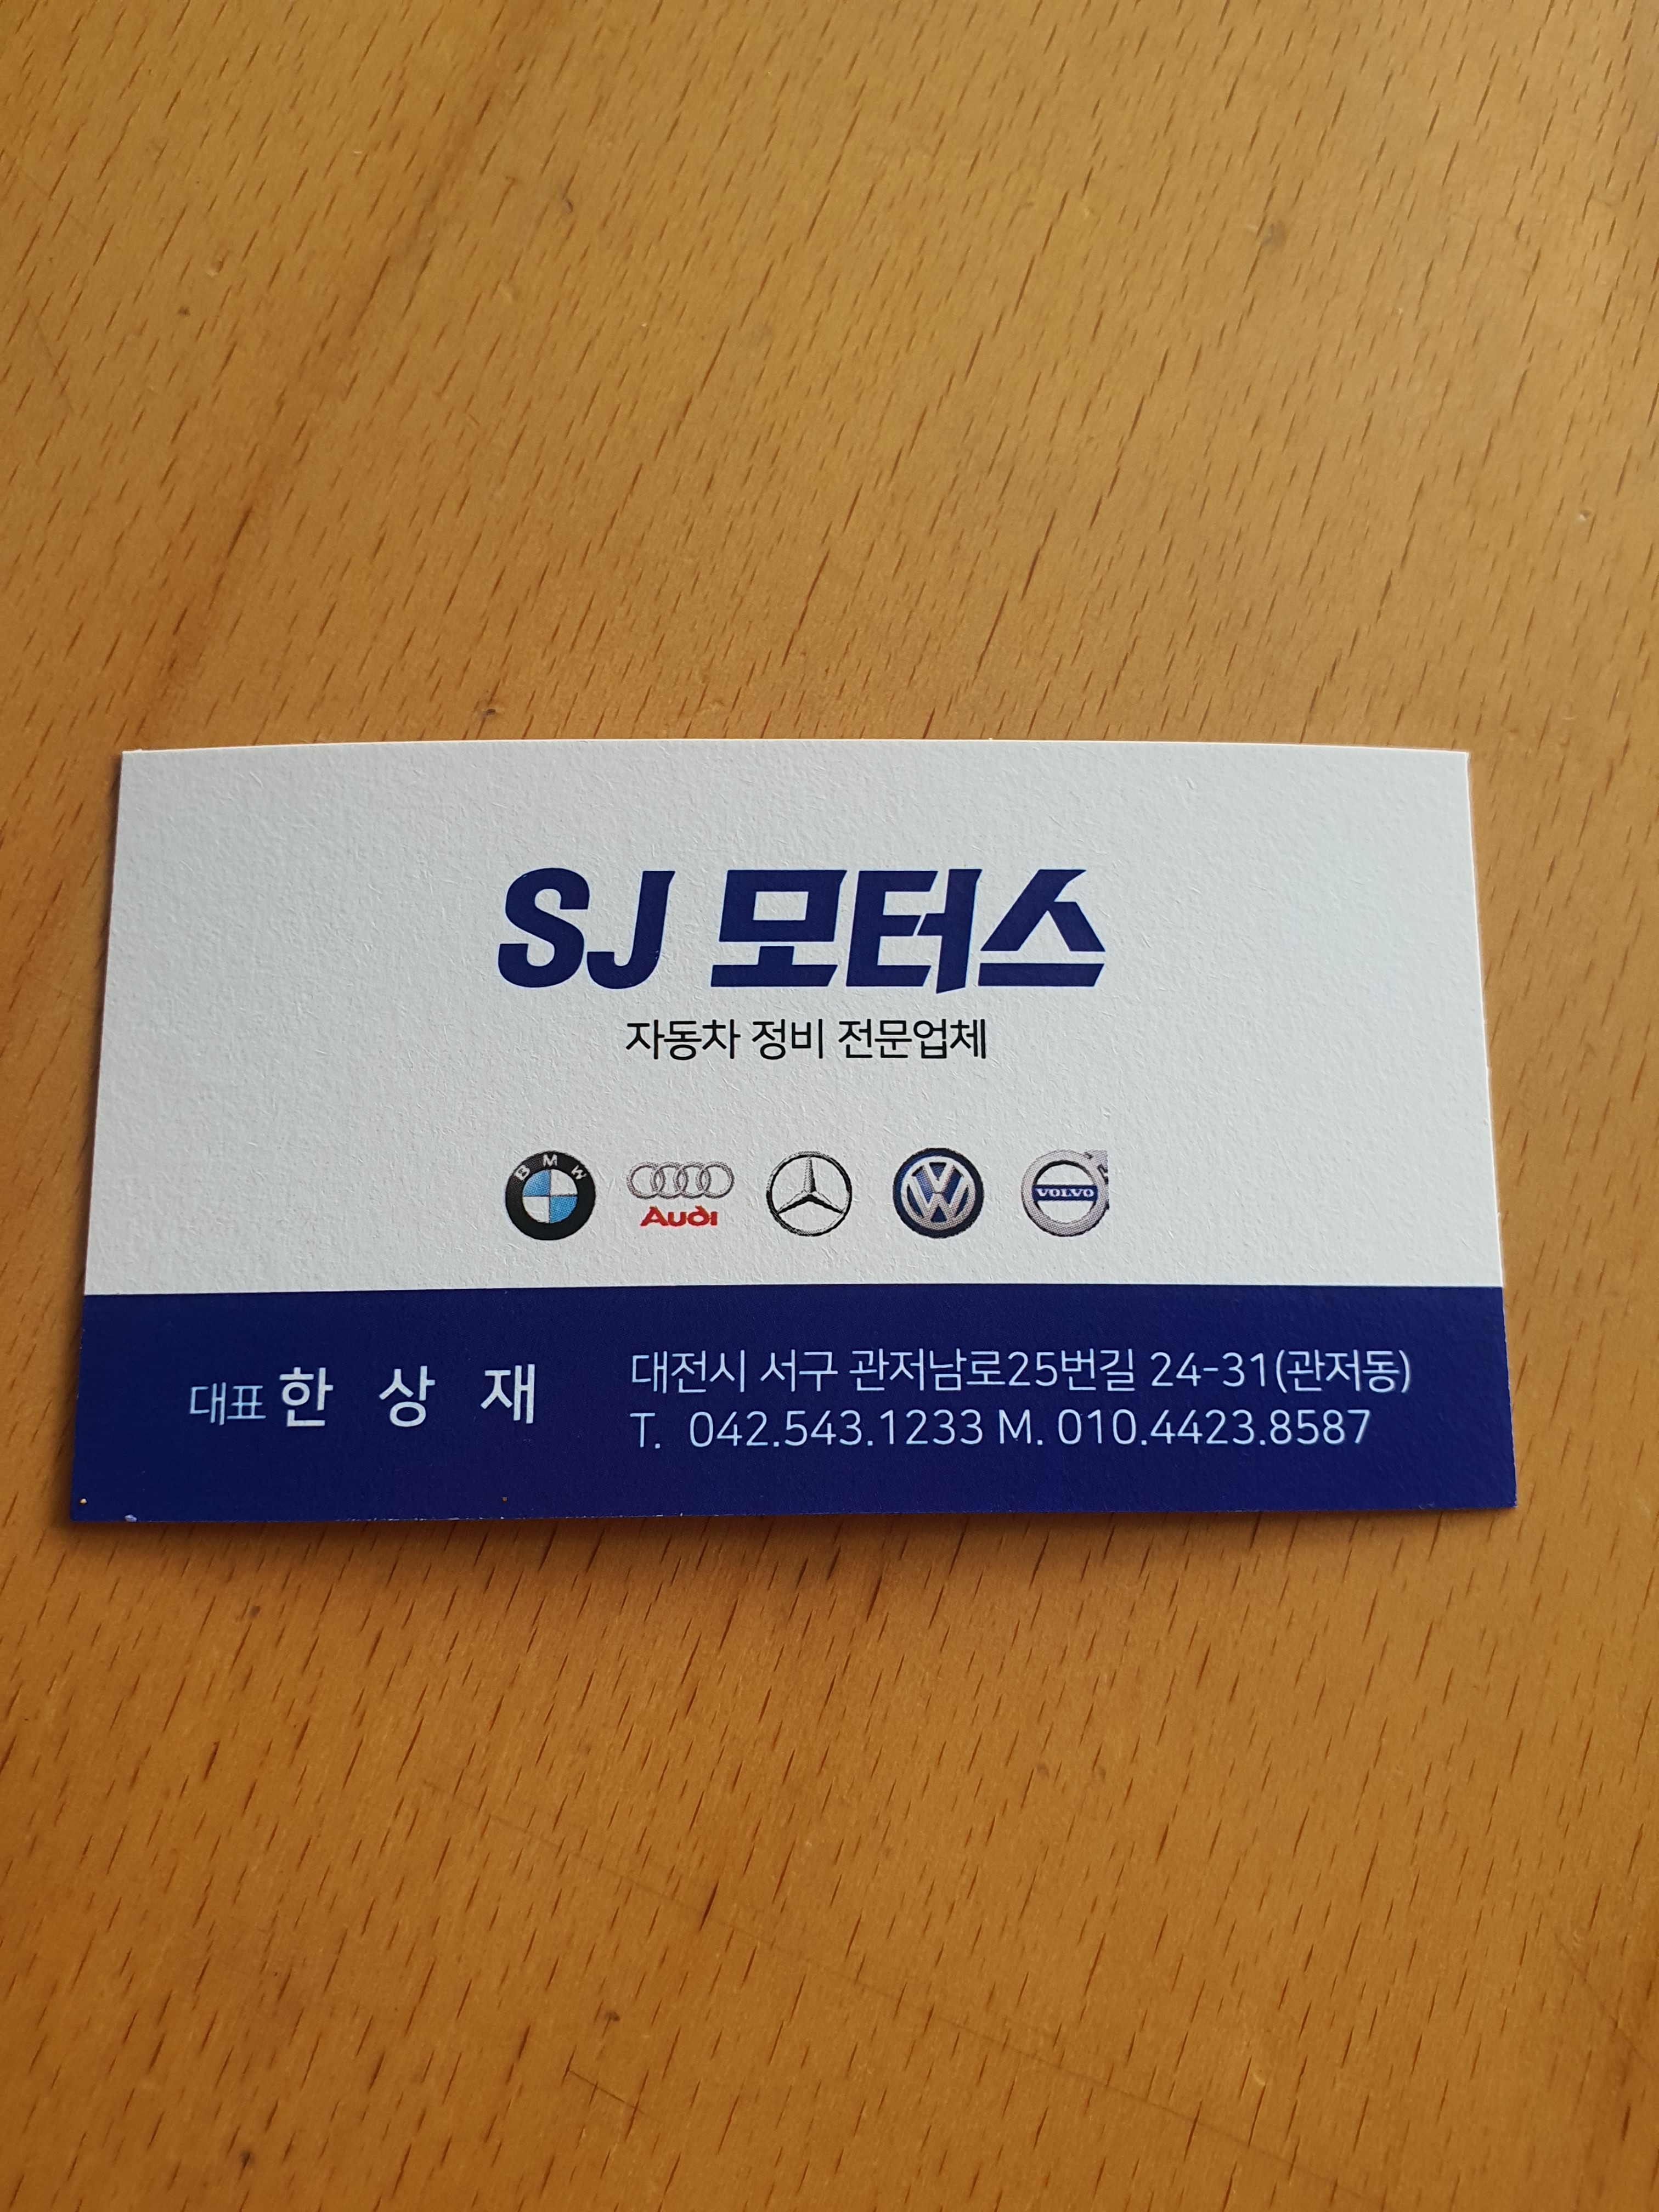 SJ 모터스
자동차 정비 전문업체
BMW Audi VW VOLVO
대표 한 상 재
대전시 서구 관저남로25번길 24-31(관저동)
T. 042.543.1233 M. 010.4423.8587